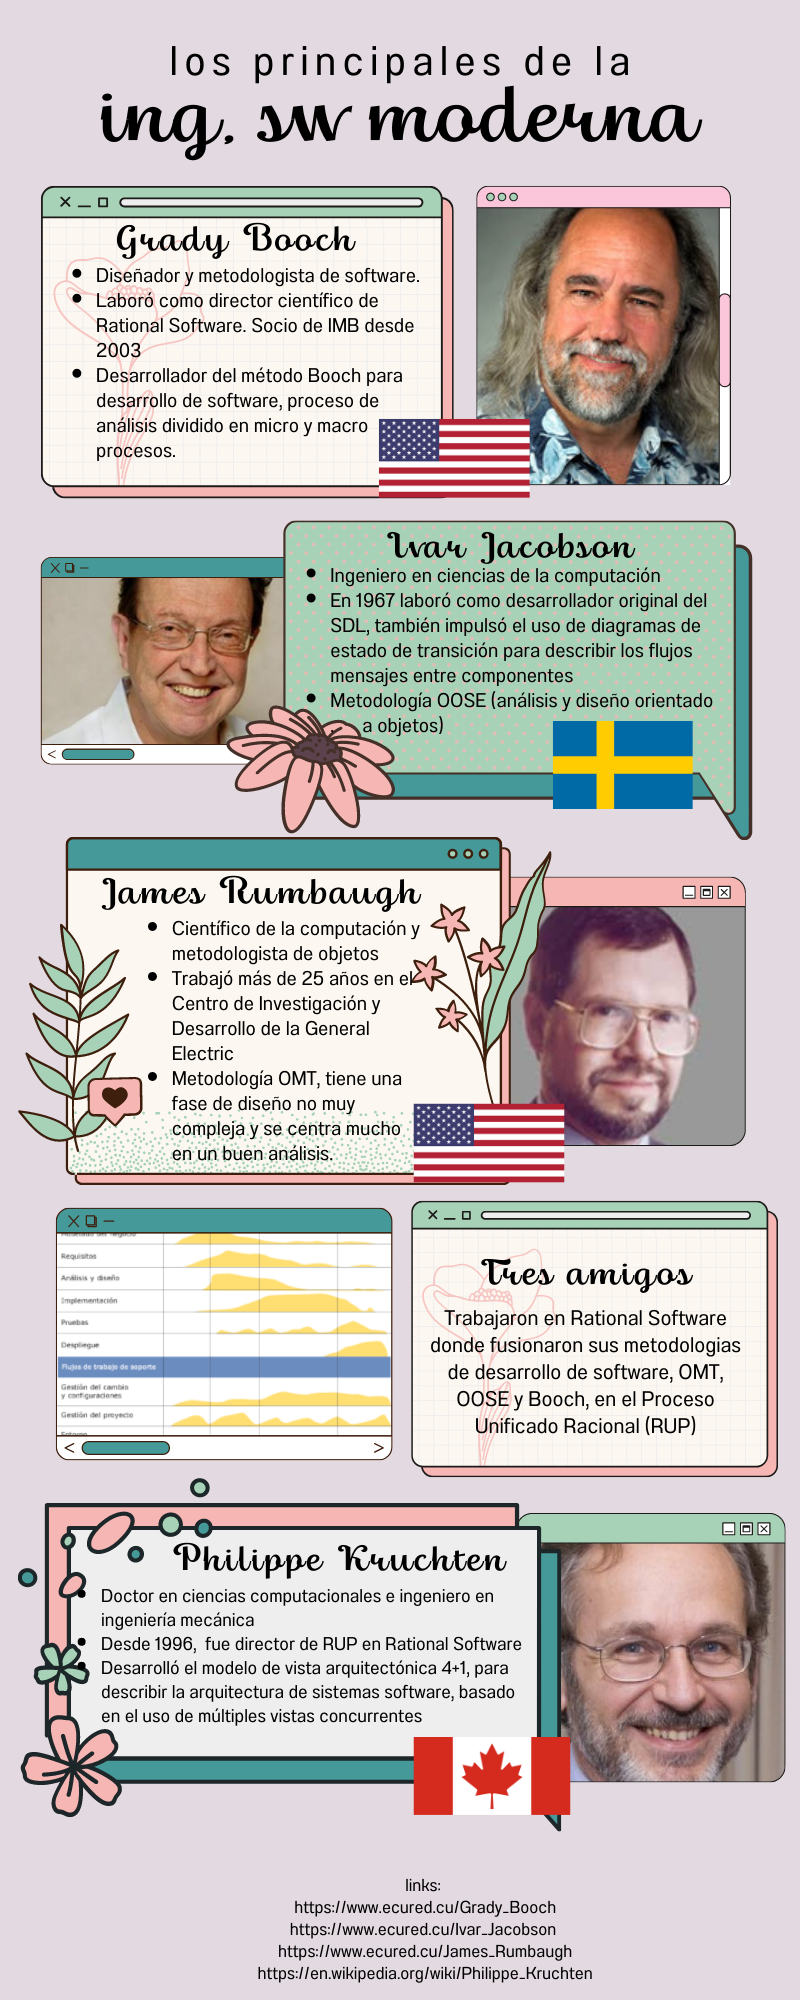 los principales de la
ing. sw moderna
Grady Booch
Diseñador y metodologista de software.
Laboró como director científico de
Rational Software. Socio de IMB desde
2003
Desarrollador del método Booch para
desarrollo de software, proceso de
análisis dividido en micro y macro
procesos.
Ivar Jacobson
Ingeniero en ciencias de la computación
En 1967 laboró como desarrollador original del
SDL, también impulsó el uso de diagramas de
estado de transición para describir los flujos
mensajes entre componentes
Metodología OOSE (análisis y diseño orientado
a objetos)
James Rumbaugh
Científico de la computación y
metodologista de objetos
Trabajó más de 25 años en el
Centro de Investigación y
Desarrollo de la General
Electric
Metodología OMT, tiene una
fase de diseño no muy
compleja y se centra mucho
en un buen análisis.
Modelado del negocio
Requisitos
Análisis y diseño
Implementación
Pruebas
Despliegue
Flujos de trabajo de soporte
Gestión del cambio
y configuraciones
Gestión del proyecto
Entorno
Tres amigos
Trabajaron en Rational Software
donde fusionaron sus metodologias
de desarrollo de software, OMT,
OOSE y Booch, en el Proceso
Unificado Racional (RUP)
Philippe Kruchten
Doctor en ciencias computacionales e ingeniero en
ingeniería mecánica
Desde 1996, fue director de RUP en Rational Software
Desarrolló el modelo de vista arquitectónica 4+1, para
describir la arquitectura de sistemas software, basado
en el uso de múltiples vistas concurrentes
links:
https://www.ecured.cu/Grady_Booch
https://www.ecured.cu/Ivar_Jacobson
https://www.ecured.cu/James_Rumbaugh
https://en.wikipedia.org/wiki/Philippe_Kruchten